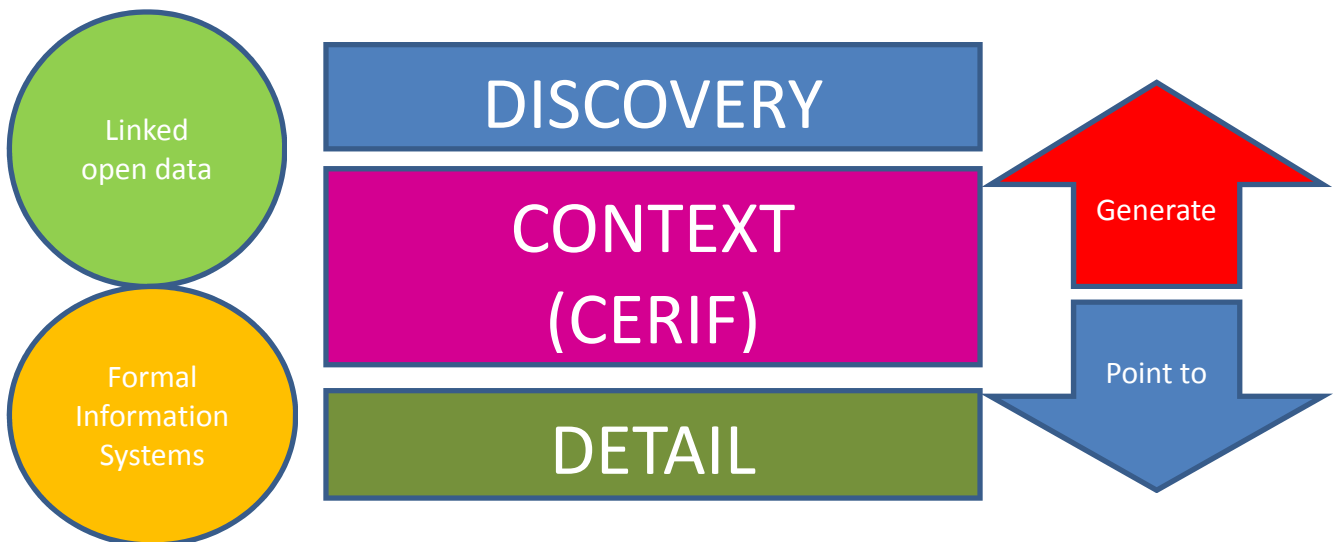 Linked
open data
Formal
Information
Systems
DISCOVERY
CONTEXT
(CERIF)
DETAIL
Generate
Point to